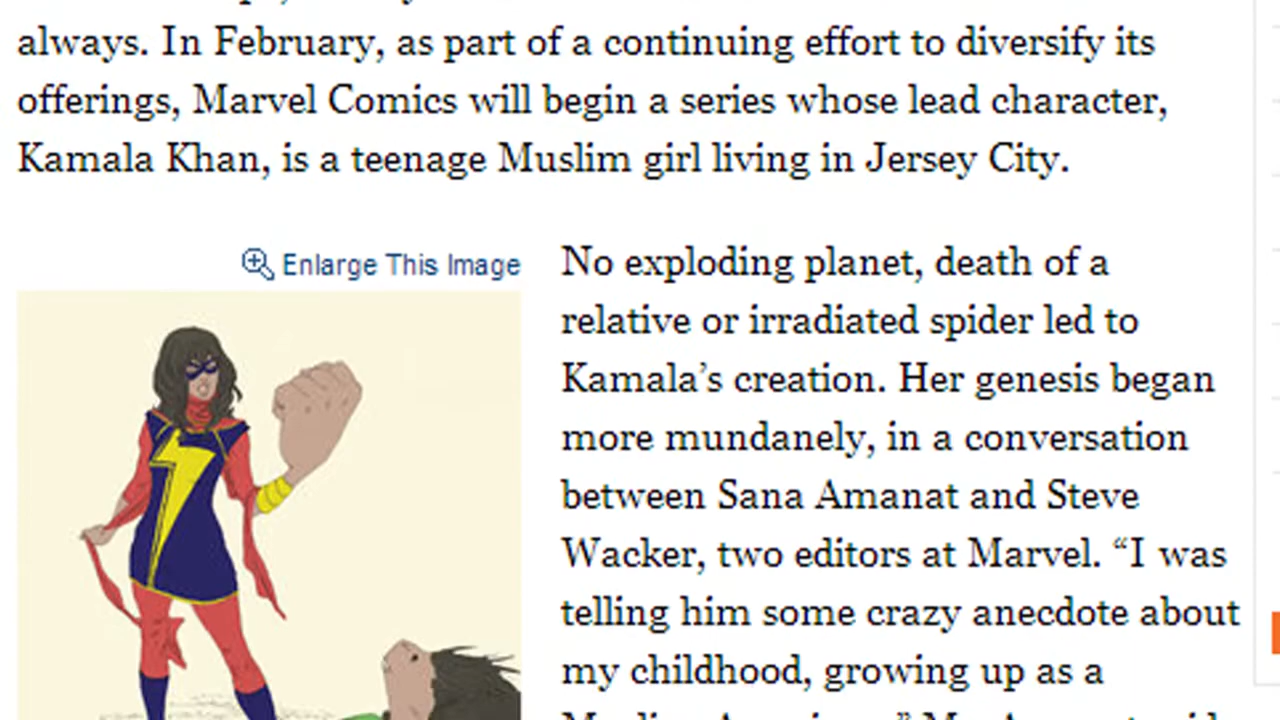 always. In February, as part of a continuing effort to diversify its
offerings, Marvel Comics will begin a series whose lead character,
Kamala Khan, is a teenage Muslim girl living in Jersey City.
Enlarge This Image
No exploding planet, death of a
relative or irradiated spider led to
Kamala’s creation. Her genesis began
more mundanely, in a conversation
between Sana Amanat and Steve
Wacker, two editors at Marvel. “I was
telling him some crazy anecdote about
my childhood, growing up as a